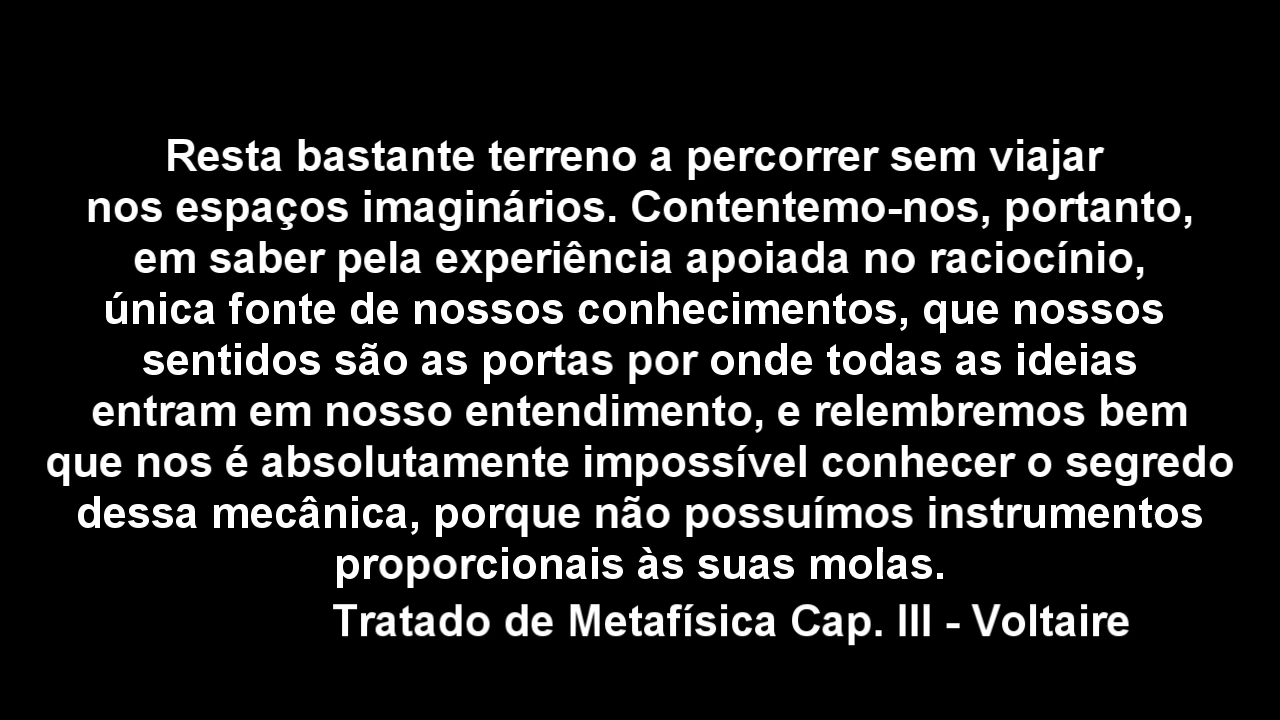 Resta bastante terreno a percorrer sem viajar
nos espaços imaginários. Contentemo-nos, portanto,
em saber pela experiência apoiada no raciocínio,
única fonte de nossos conhecimentos, que nossos
sentidos são as portas por onde todas as ideias
entram em nosso entendimento, e relembremos bem
que nos é absolutamente impossível conhecer o segredo
dessa mecânica, porque não possuímos instrumentos
proporcionais às suas molas.
Tratado de Metafísica Cap. III - Voltaire